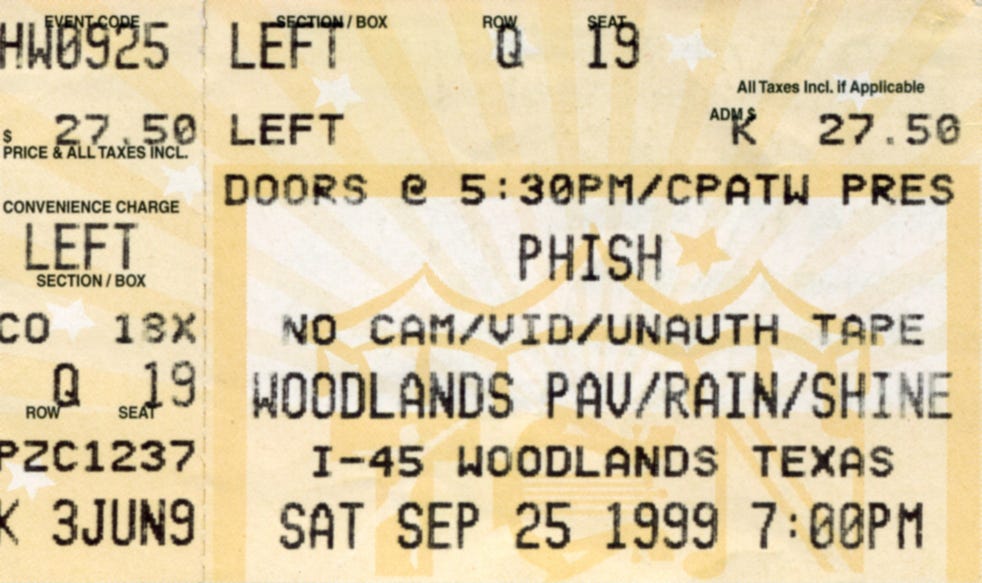 EVENT CODE
HW0925
$ 27.50
PRICE & ALL TAXES INCL.
CONVENIENCE CHARGE
LEFT
SECTION / BOX
CO 18X
Q 19
ROW SEAT
PZC1237
K 3JUN9
SECTION / BOX ROW SEAT
LEFT Q 19
All Taxes Incl. if Applicable
ADM $
LEFT K 27.50
DOORS @ 5:30PM/CPATW PRES
PHISH
NO CAM/VID/UNAUTH TAPE
WOODLANDS PAV/RAIN/SHINE
I-45 WOODLANDS TEXAS
SAT SEP 25 1999 7:00PM